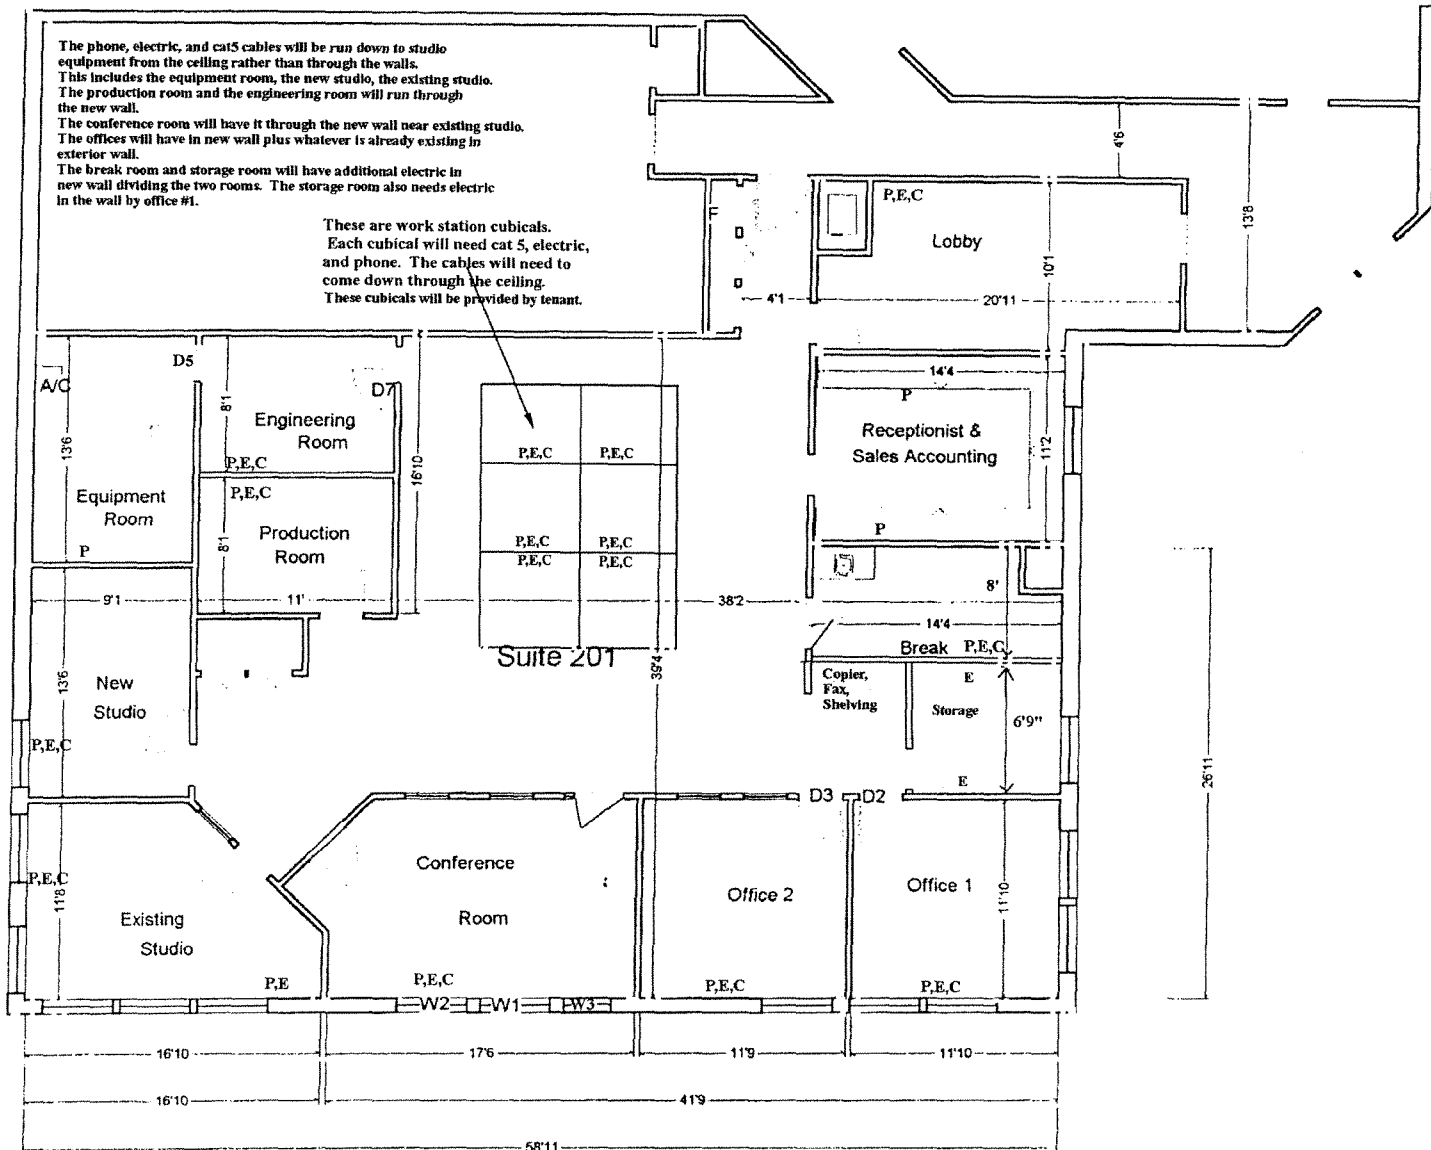 The phone, electric, and cat5 cables will be run down to studio
equipment from the ceiling rather than through the walls.
This includes the equipment room, the new studio, the existing studio.
The production room and the engineering room will run through
the new wall.
The conference room will have it through the new wall near existing studio.
The offices will have in new wall plus whatever is already existing in
exterior wall.
The break room and storage room will have additional electric in
new wall dividing the two rooms. The storage room also needs electric
in the wall by office #1.
These are work station cubicals.
Each cubical will need cat 5, electric,
and phone. The cables will need to
come down through the ceiling.
These cubicals will be provided by tenant.
F
P,E,C
Lobby
4'6
13'8
10'1
4'1
20'11
D5
A/C
D7
8'1
Engineering
Room
P,E,C
13'6
16'10
P,E,C
P,E,C
14'4
P
Receptionist &
Sales Accounting
11'2
P
Equipment
Room
P
P,E,C
Production
Room
8'1
P,E,C
P,E,C
P,E,C
P,E,C
9'1
11'
38'2
8'
14'4
Suite 201
39'4
Break
P,E,C
Copier,
Fax,
Shelving
E
Storage
6'9"
E
26'11
New
Studio
13'6
P,E,C
D3
D2
P,E,C
11'8
Existing
Studio
P,E
Conference
Room
P,E,C
Office 2
P,E,C
Office 1
11'10
P,E,C
W2
W1
W3
16'10
17'6
11'9
11'10
16'10
41'9
58'11